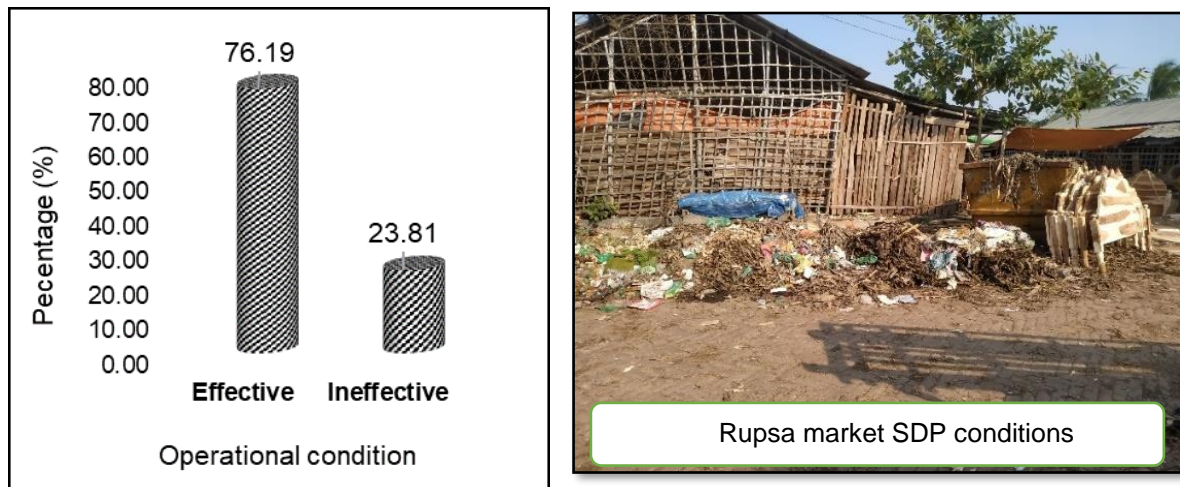 76.19
80.00
70.00
60.00
50.00
40.00
30.00
20.00
10.00
0.00
23.81
Pecentage (%)
Effective Ineffective
Operational condition
Rupsa market SDP conditions